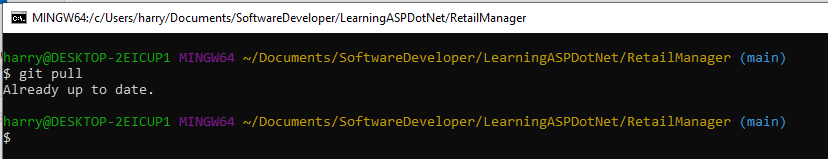 MINGW64:/c/Users/harry/Documents/SoftwareDeveloper/LearningASPDotNet/RetailManager
harry@DESKTOP-2EICUP1 MINGW64 ~/Documents/SoftwareDeveloper/LearningASPDotNet/RetailManager (main)
$ git pull
Already up to date.
harry@DESKTOP-2EICUP1 MINGW64 ~/Documents/SoftwareDeveloper/LearningASPDotNet/RetailManager (main)
$